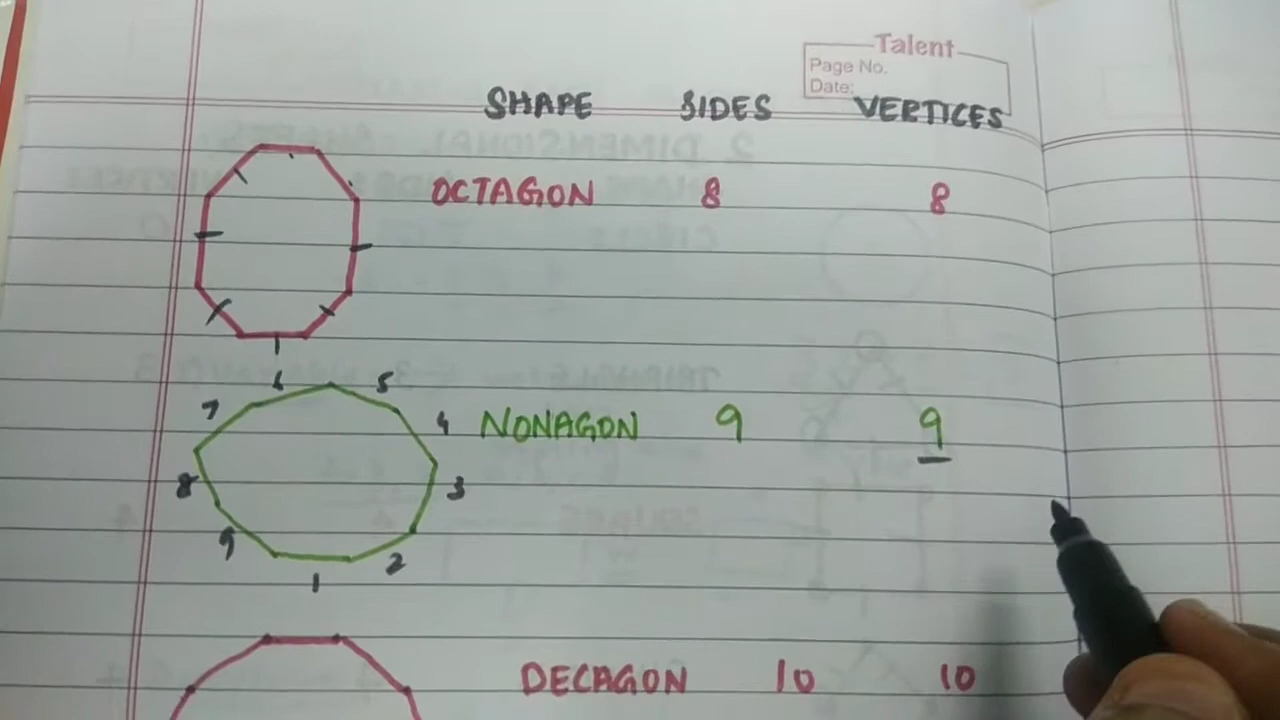 Talent
Page No.
Date:
SHAPE SIDES VERTICES
OCTAGON 8 8
6 5
7 4 NONAGON 9 9
8 3
9 2
1
DECAGON 10 10